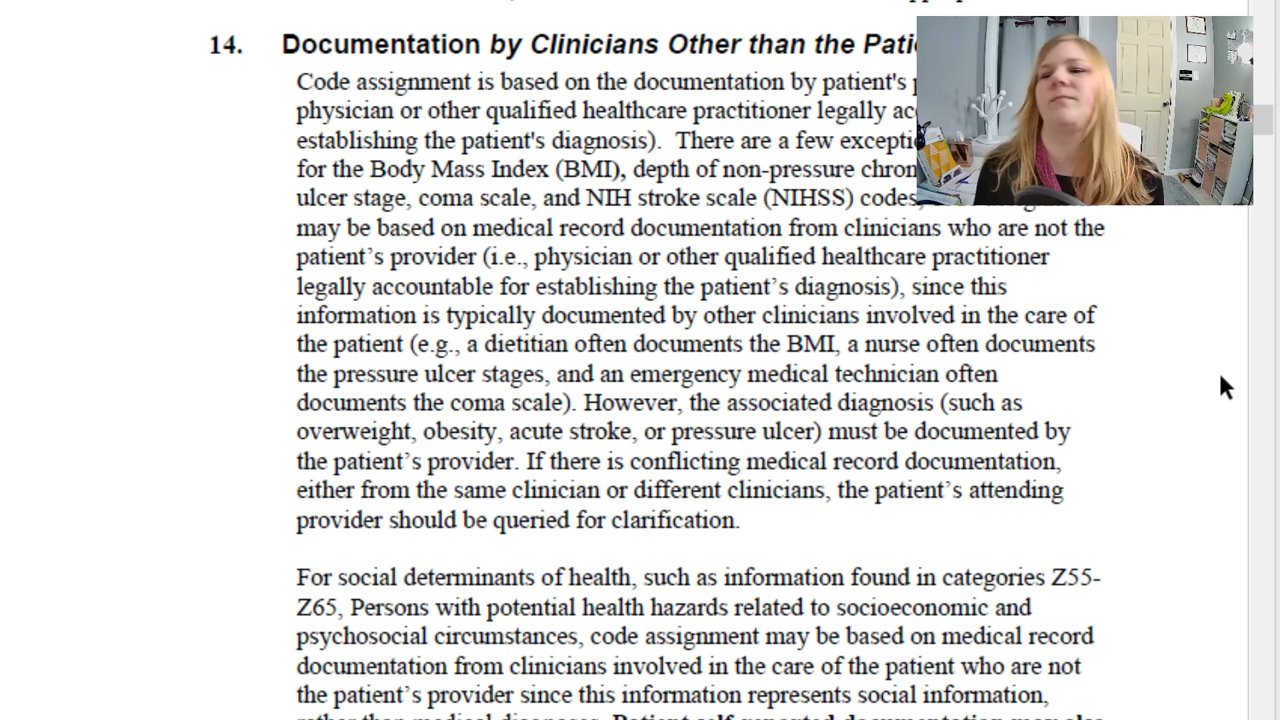 14. Documentation by Clinicians Other than the
Code assignment is based on the documentation by patient's
physician or other qualified healthcare practitioner legally
establishing the patient's diagnosis). There are a few
for the Body Mass Index (BMI), depth of non-pressure
ulcer stage, coma scale, and NIH stroke scale (NIHSS) codes,
may be based on medical record documentation from clinicians who are not the
patient’s provider (i.e., physician or other qualified healthcare practitioner
legally accountable for establishing the patient’s diagnosis), since this
information is typically documented by other clinicians involved in the care of
the patient (e.g., a dietitian often documents the BMI, a nurse often documents
the pressure ulcer stages, and an emergency medical technician often
documents the coma scale). However, the associated diagnosis (such as
overweight, obesity, acute stroke, or pressure ulcer) must be documented by
the patient’s provider. If there is conflicting medical record documentation,
either from the same clinician or different clinicians, the patient’s attending
provider should be queried for clarification.
For social determinants of health, such as information found in categories Z55-
Z65, Persons with potential health hazards related to socioeconomic and
psychosocial circumstances, code assignment may be based on medical record
documentation from clinicians involved in the care of the patient who are not
the patient’s provider since this information represents social information,